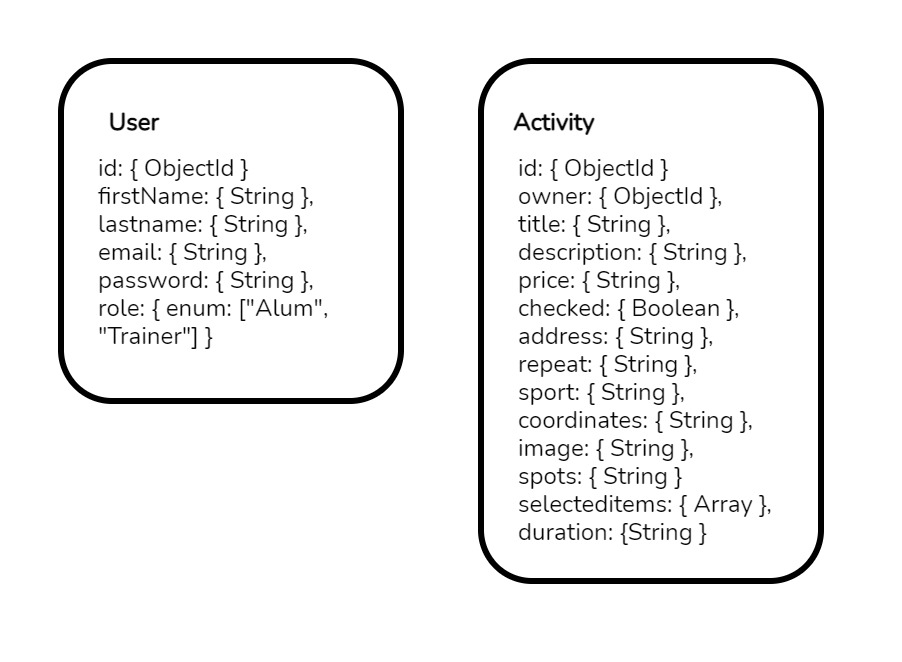 User
id: { ObjectId }
firstName: { String },
lastname: { String },
email: { String },
password: { String },
role: { enum: ["Alum",
"Trainer"] }
Activity
id: { ObjectId }
owner: { ObjectId },
title: { String },
description: { String },
price: { String },
checked: { Boolean },
address: { String },
repeat: { String },
sport: { String },
coordinates: { String },
image: { String },
spots: { String }
selecteditems: { Array },
duration: {String }